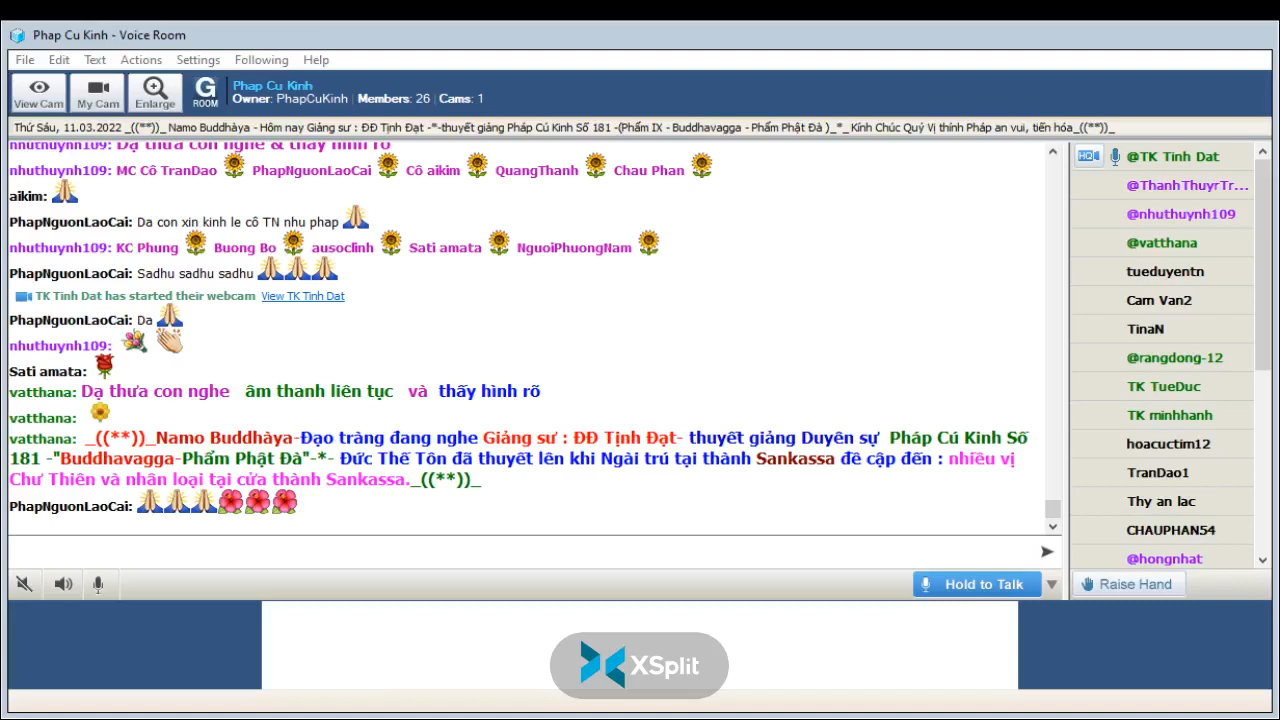 Phap Cu Kinh - Voice Room
File Edit Text Actions Settings Following Help
View Cam My Cam Enlarge G ROOM
Phap Cu Kinh
Owner: PhapCuKinh Members: 26 Cams: 1
Thứ Sáu, 11.03.2022 _((**))_ Namo Buddhàya - Hôm nay Giảng sư : ĐĐ Tịnh Đạt -*-thuyết giảng Pháp Cú Kinh Số 181 -(Phẩm IX - Buddhavagga - Phẩm Phật Đà )_*_ Kính Chúc Quý Vị thính Pháp an vui, tiến hóa_((**))_
nhuthuynh109: Dạ thưa con nghe & thấy hình rõ
nhuthuynh109: MC Cô TranDao PhapNguonLaoCai Cô aikim QuangThanh Chau Phan
aikim:
PhapNguonLaoCai: Da con xin kinh le cô TN nhu phap
nhuthuynh109: KC Phung Buong Bo ausoclinh Sati amata NguoiPhuongNam
PhapNguonLaoCai: Sadhu sadhu sadhu
TK Tinh Dat has started their webcam View TK Tinh Dat
PhapNguonLaoCai: Da
nhuthuynh109:
Sati amata:
vatthana: Dạ thưa con nghe âm thanh liên tục và thấy hình rõ
vatthana:
vatthana: _((**))_Namo Buddhàya-Đạo tràng đang nghe Giảng sư : ĐĐ Tịnh Đạt- thuyết giảng Duyên sự Pháp Cú Kinh Số
181 -"Buddhavagga-Phẩm Phật Đà"-*- Đức Thế Tôn đã thuyết lên khi Ngài trú tại thành Sankassa đề cập đến : nhiều vị
Chư Thiên và nhân loại tại cửa thành Sankassa._((**))_
PhapNguonLaoCai:
Hold to Talk
@TK Tinh Dat
@ThanhThuyrTr...
@nhuthuynh109
@vatthana
tueduyentn
Cam Van2
TinaN
@rangdong-12
TK TueDuc
TK minhhanh
hoacuctim12
TranDao1
Thy an lac
CHAUPHAN54
@hongnhat
Raise Hand
XSplit